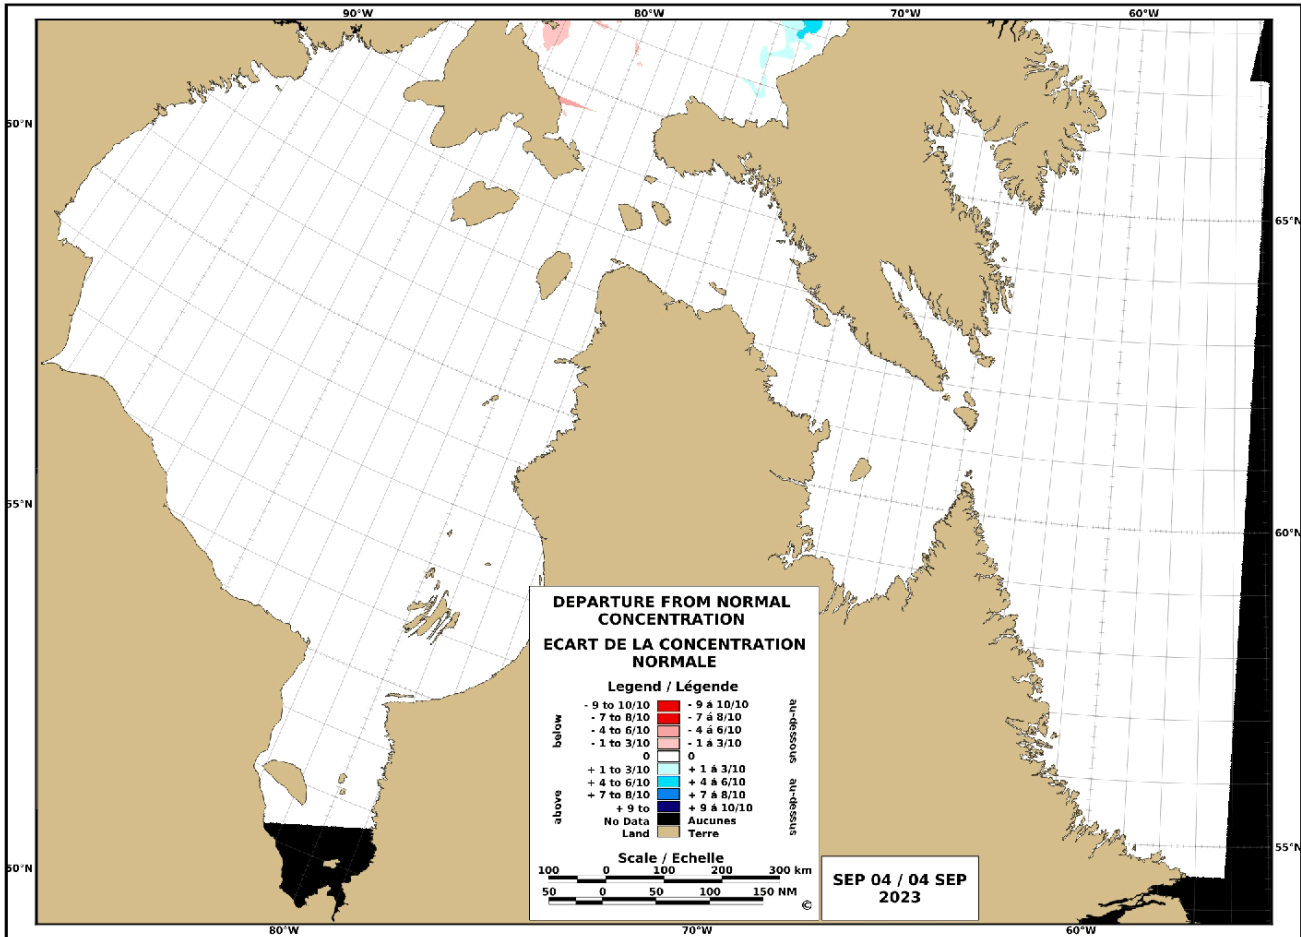 90°W 80°W 70°W 60°W
60°N
65°N
55°N
60°N
55°N
50°N
80°W 70°W 60°W
DEPARTURE FROM NORMAL
CONCENTRATION
ECART DE LA CONCENTRATION
NORMALE
Legend / Légende
below
au-dessous
- 9 to 10/10 - 9 á 10/10
- 7 to 8/10 - 7 á 8/10
- 4 to 6/10 - 4 á 6/10
- 1 to 3/10 - 1 á 3/10
0 0
above
au-dessus
+ 1 to 3/10 + 1 á 3/10
+ 4 to 6/10 + 4 á 6/10
+ 7 to 8/10 + 7 á 8/10
+ 9 to + 9 á 10/10
No Data Aucunes
Land Terre
Scale / Echelle
100 0 100 200 300 km
50 0 50 100 150 NM
©
SEP 04 / 04 SEP
2023